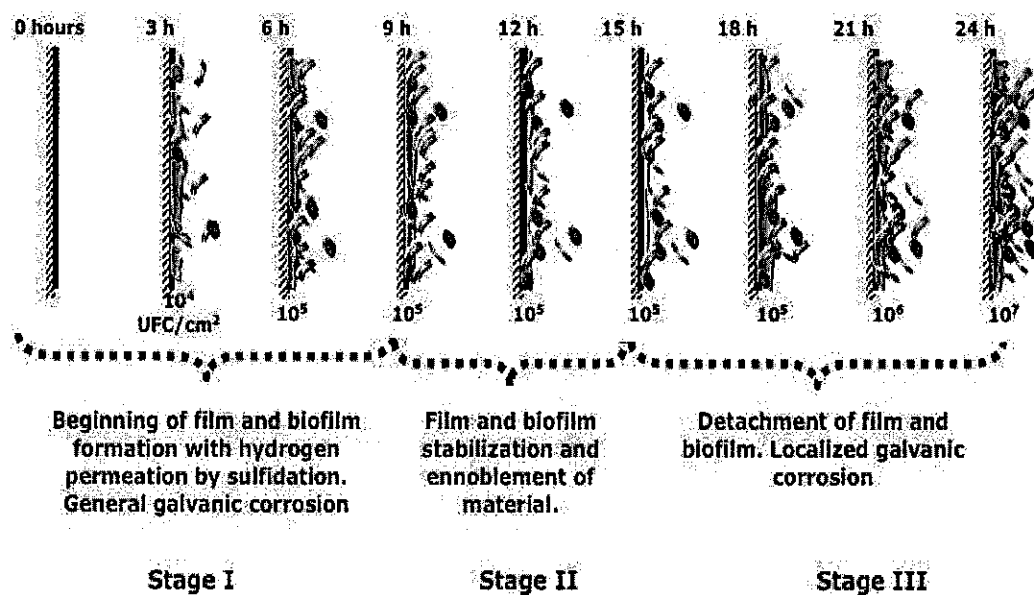 0 hours 3 h 6 h 9 h 12 h 15 h 18 h 21 h 24 h
10⁴
UFC/cm²
10⁵ 10⁵ 10⁵ 10⁵ 10⁵ 10⁶ 10⁷
Beginning of film and biofilm
formation with hydrogen
permeation by sulfidation.
General galvanic corrosion
Film and biofilm
stabilization and
ennoblement of
material.
Detachment of film and
biofilm. Localized galvanic
corrosion
Stage I Stage II Stage III